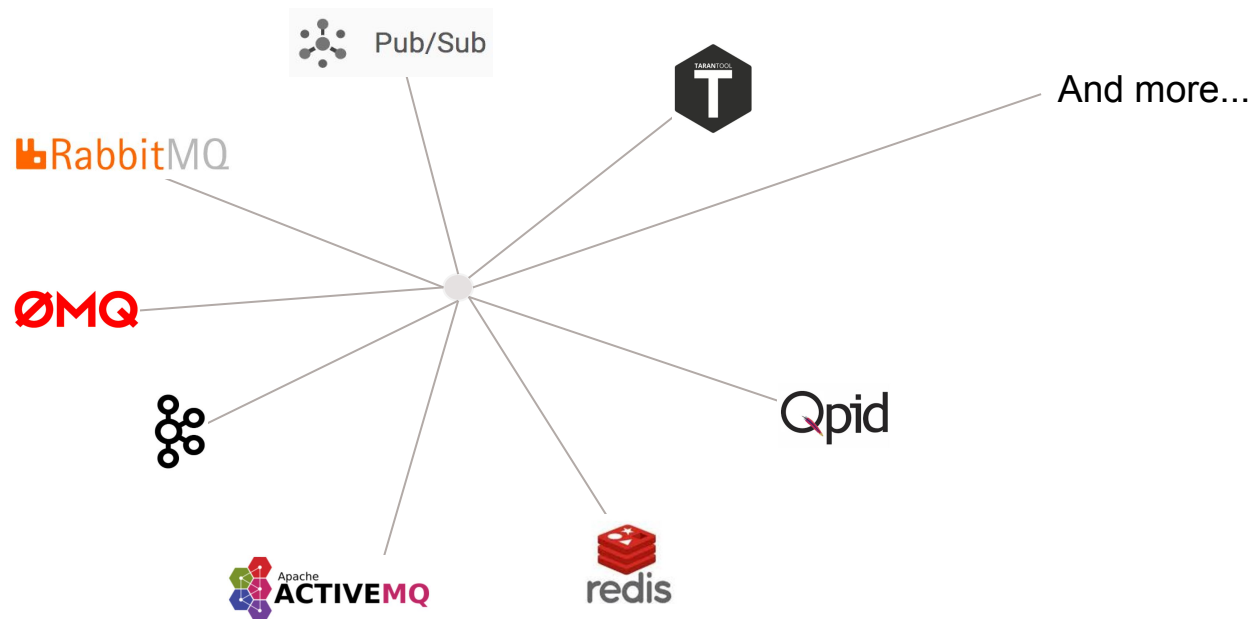 Pub/Sub
TARANTOOL
T
And more...
RabbitMQ
ØMQ
Qpid
Apache
ACTIVEMQ
redis